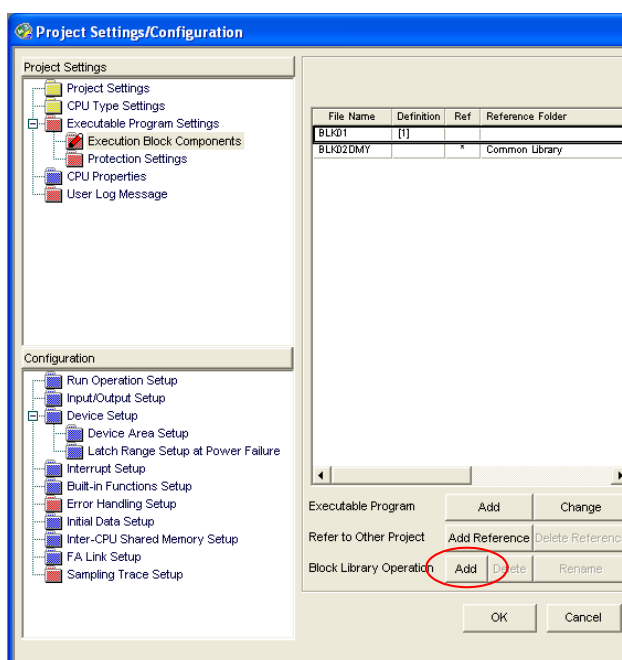 Project Settings/Configuration
Project Settings
Project Settings
CPU Type Settings
Executable Program Settings
Execution Block Components
Protection Settings
CPU Properties
User Log Message
File Name Definition Ref Reference Folder
BLK01 [1]
BLK02DMY * Common Library
Configuration
Run Operation Setup
Input/Output Setup
Device Setup
Device Area Setup
Latch Range Setup at Power Failure
Interrupt Setup
Built-in Functions Setup
Error Handling Setup
Initial Data Setup
Inter-CPU Shared Memory Setup
FA Link Setup
Sampling Trace Setup
Executable Program Add Change
Refer to Other Project Add Reference Delete Referenc
Block Library Operation Add Delete Rename
OK Cancel